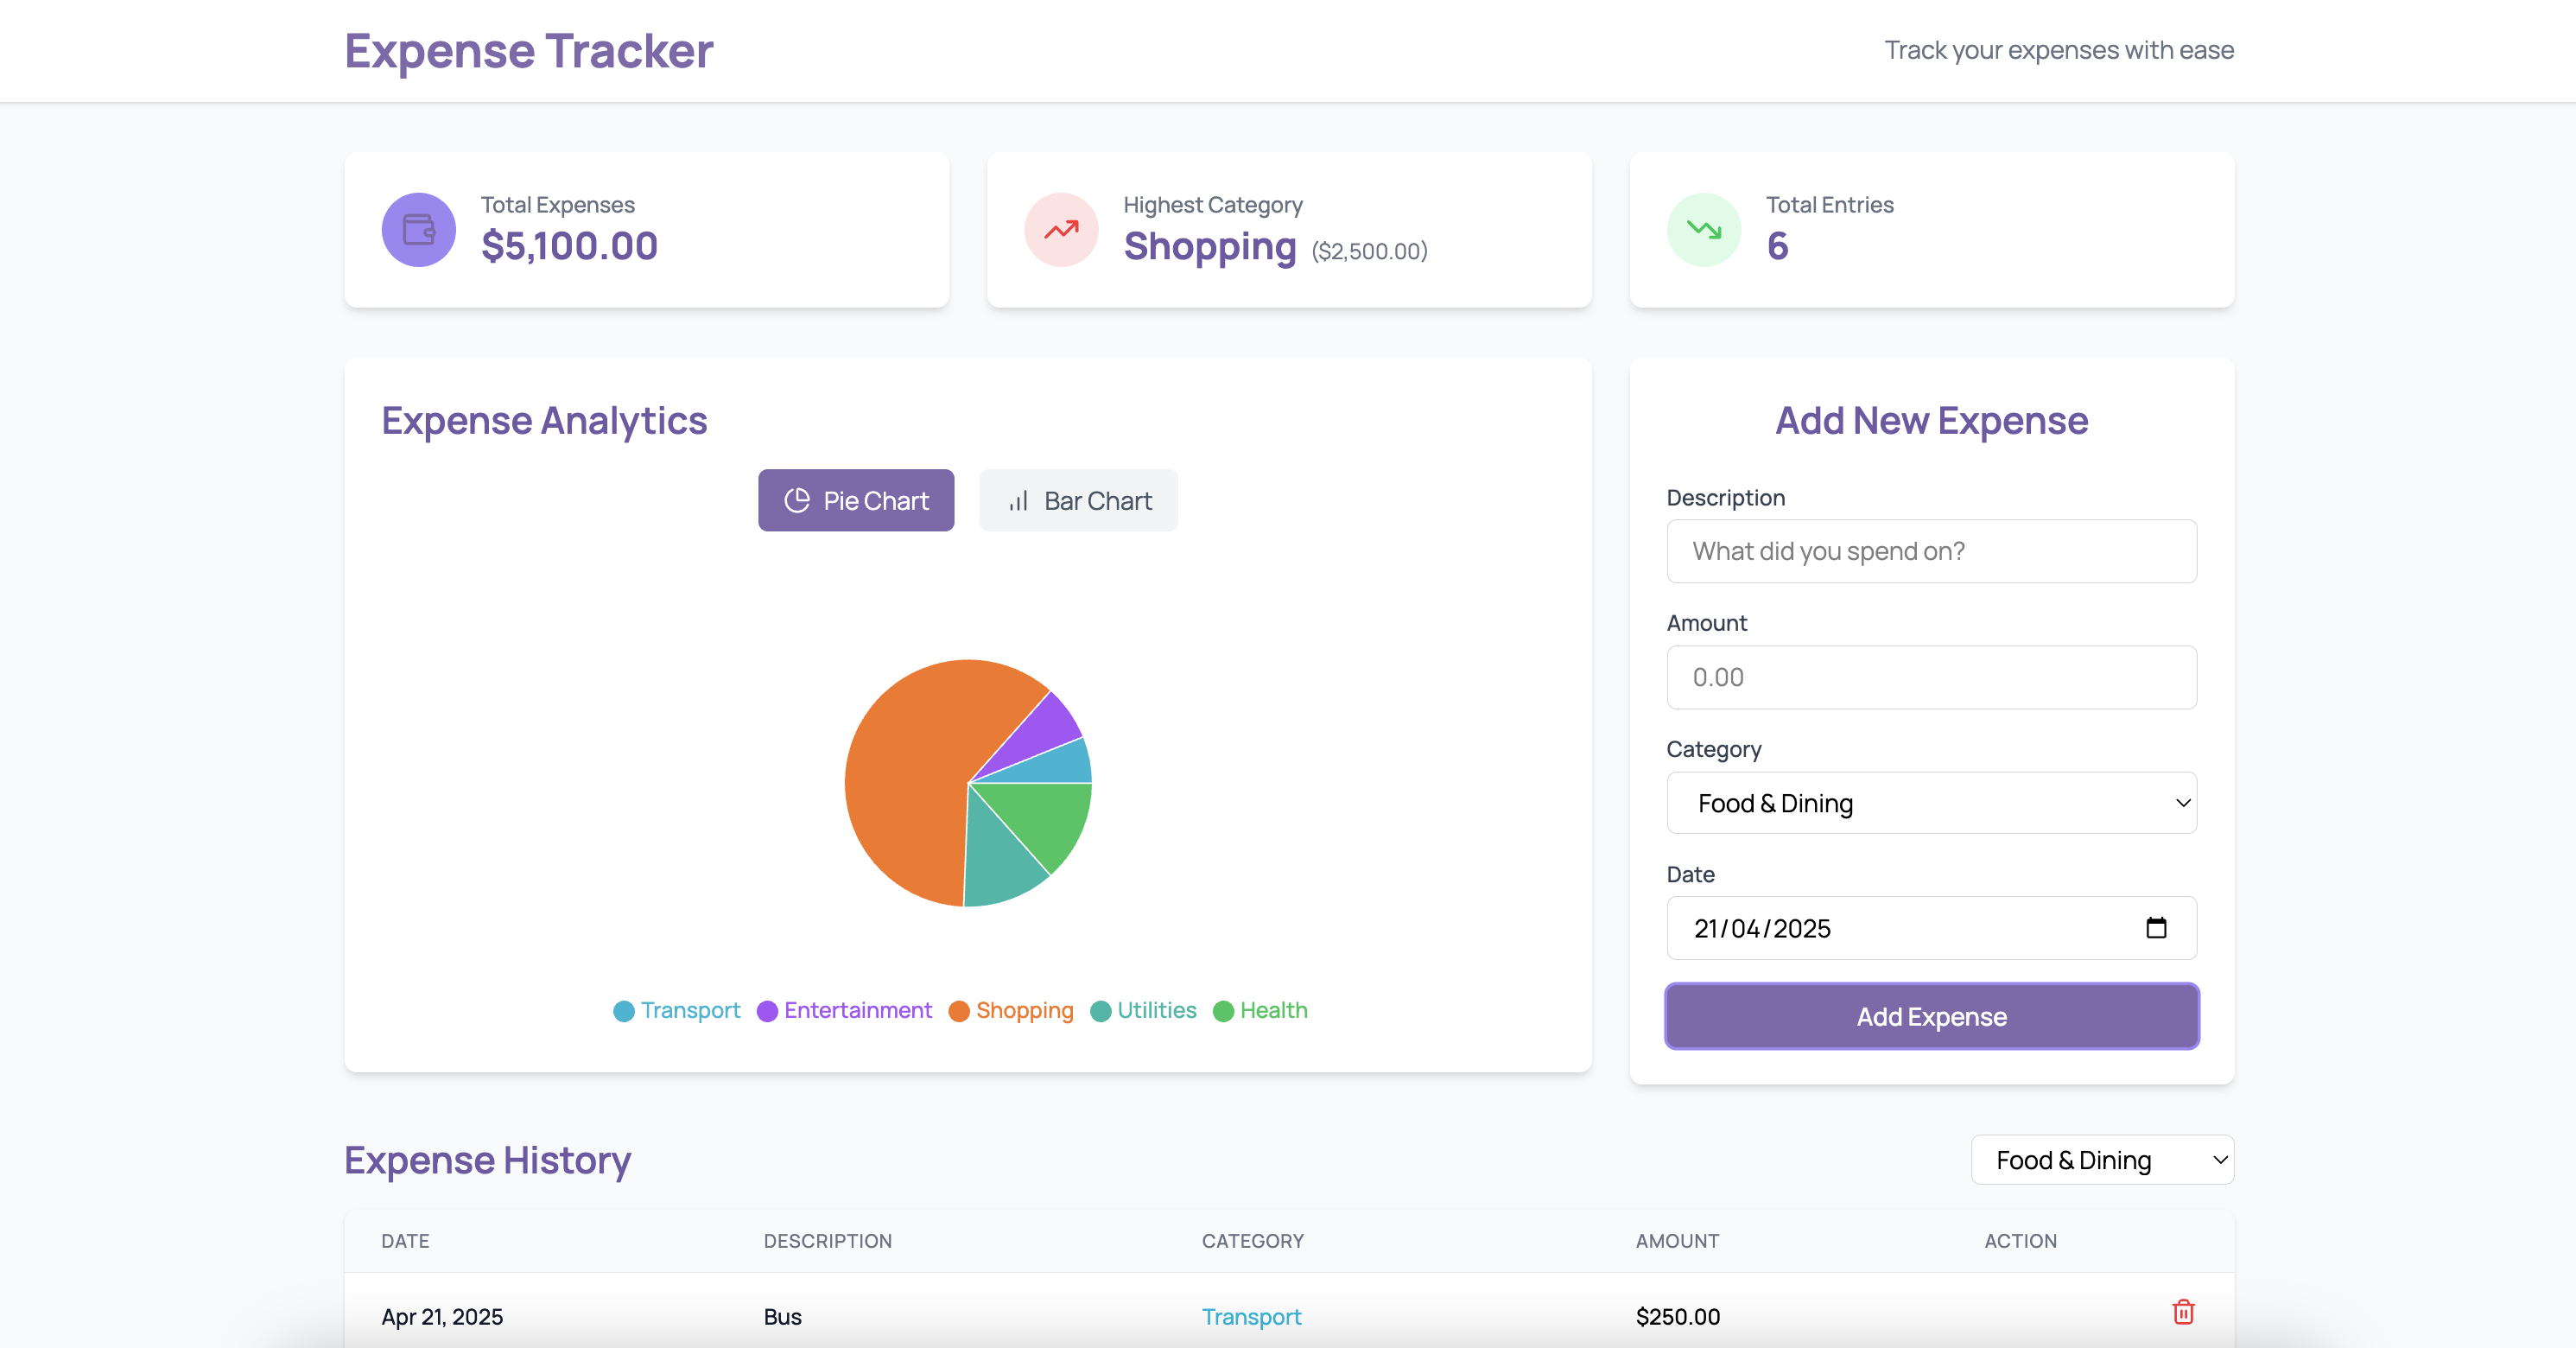 Expense Tracker
Track your expenses with ease
Total Expenses
$5,100.00
Highest Category
Shopping ($2,500.00)
Total Entries
6
Expense Analytics
Pie Chart
Bar Chart
Transport
Entertainment
Shopping
Utilities
Health
Add New Expense
Description
What did you spend on?
Amount
0.00
Category
Food & Dining
Date
21/04/2025
Add Expense
Expense History
Food & Dining
DATE DESCRIPTION CATEGORY AMOUNT ACTION
Apr 21, 2025 Bus Transport $250.00